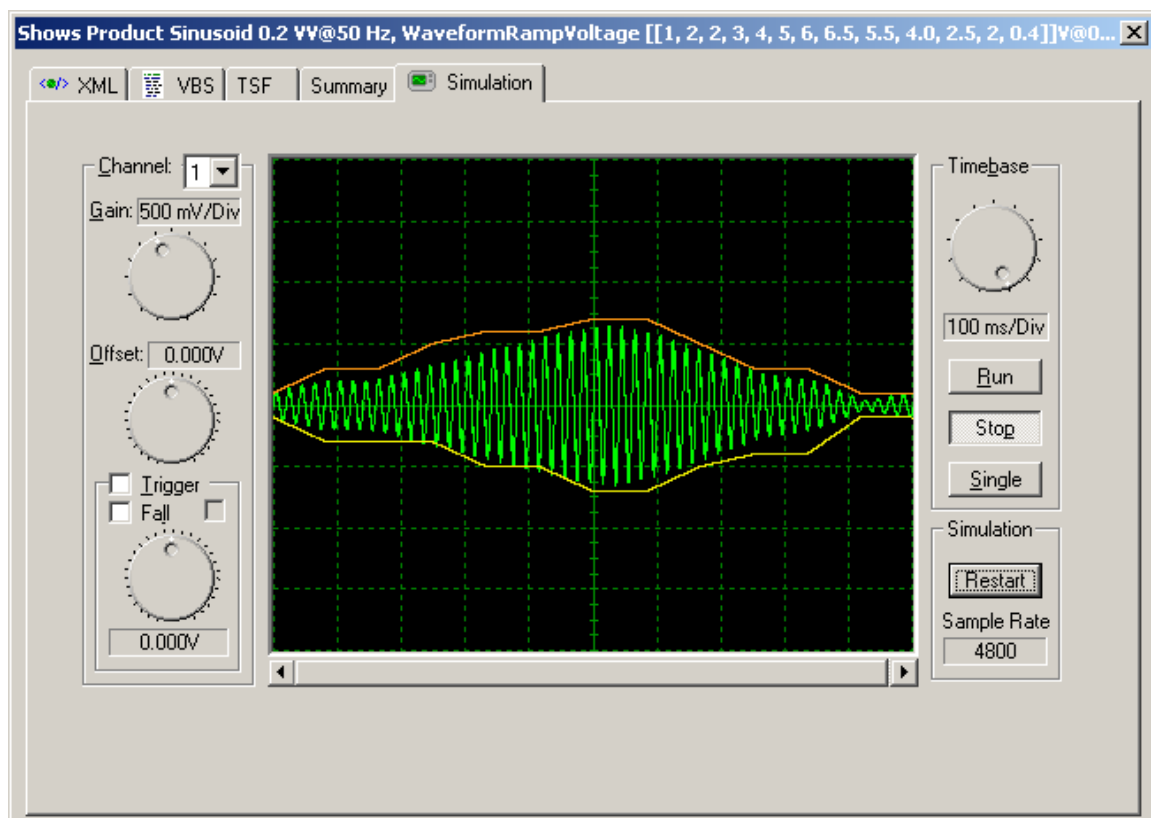 Shows Product Sinusoid 0.2 VV@50 Hz, WaveformRampVoltage [[1, 2, 2, 3, 4, 5, 6, 6.5, 5.5, 4.0, 2.5, 2, 0.4]]V@0...
XML VBS TSF Summary Simulation
Channel: 1
Gain: 500 mV/Div
Offset: 0.000V
Trigger
Fall
0.000V
Timebase
100 ms/Div
Run
Stop
Single
Simulation
Restart
Sample Rate
4800